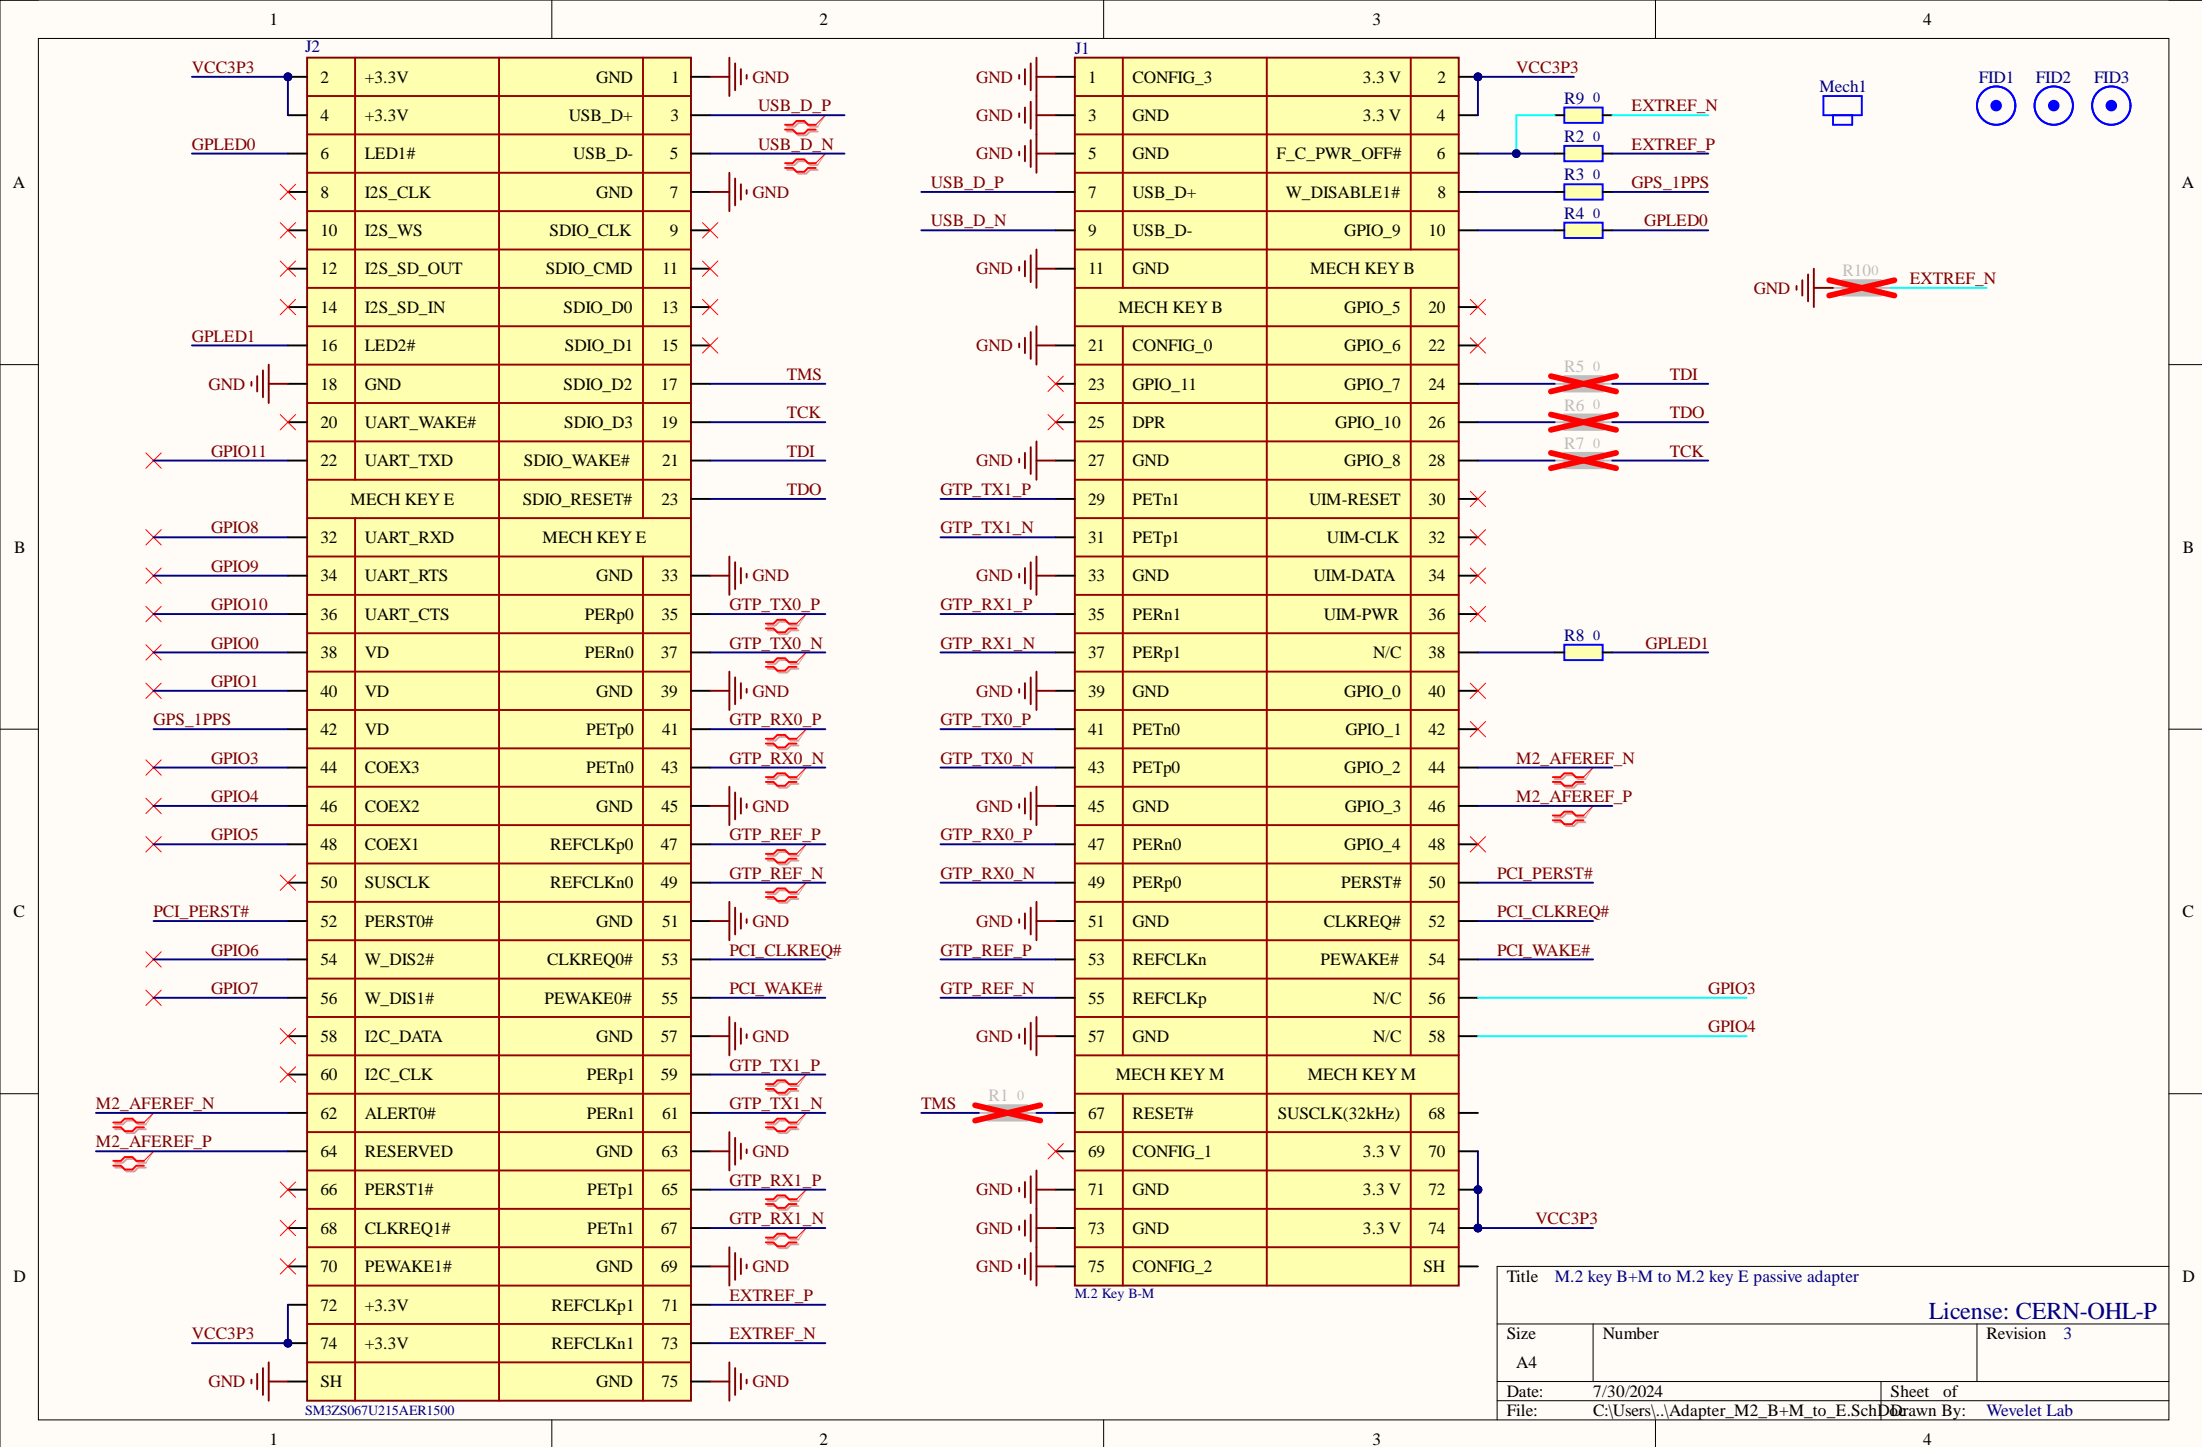 1 2 3 4
J2
VCC3P3 2 +3.3V GND 1 GND
4 +3.3V USB_D+ 3 USB_D_P
GPLED0 6 LED1# USB_D- 5 USB_D_N
8 I2S_CLK GND 7 GND
10 I2S_WS SDIO_CLK 9
12 I2S_SD_OUT SDIO_CMD 11
14 I2S_SD_IN SDIO_D0 13
GPLED1 16 LED2# SDIO_D1 15
GND 18 GND SDIO_D2 17 TMS
20 UART_WAKE# SDIO_D3 19 TCK
GPIO11 22 UART_TXD SDIO_WAKE# 21 TDI
MECH KEY E SDIO_RESET# 23 TDO
GPIO8 32 UART_RXD MECH KEY E
GPIO9 34 UART_RTS GND 33 GND
GPIO10 36 UART_CTS PERp0 35 GTP_TX0_P
GPIO0 38 VD PERn0 37 GTP_TX0_N
GPIO1 40 VD GND 39 GND
GPS_1PPS 42 VD PETp0 41 GTP_RX0_P
GPIO3 44 COEX3 PETn0 43 GTP_RX0_N
GPIO4 46 COEX2 GND 45 GND
GPIO5 48 COEX1 REFCLKp0 47 GTP_REF_P
50 SUSCLK REFCLKn0 49 GTP_REF_N
PCI_PERST# 52 PERST0# GND 51 GND
GPIO6 54 W_DIS2# CLKREQ0# 53 PCI_CLKREQ#
GPIO7 56 W_DIS1# PEWAKE0# 55 PCI_WAKE#
58 I2C_DATA GND 57 GND
60 I2C_CLK PERp1 59 GTP_TX1_P
M2_AFEREF_N 62 ALERT0# PERn1 61 GTP_TX1_N
M2_AFEREF_P 64 RESERVED GND 63 GND
66 PERST1# PETp1 65 GTP_RX1_P
68 CLKREQ1# PETn1 67 GTP_RX1_N
70 PEWAKE1# GND 69 GND
72 +3.3V REFCLKp1 71 EXTREF_P
VCC3P3 74 +3.3V REFCLKn1 73 EXTREF_N
GND SH GND 75 GND
SM3ZS067U215AER1500
J1
GND 1 CONFIG_3 3.3 V 2 VCC3P3
GND 3 GND 3.3 V 4 R9 0 EXTREF_N
GND 5 GND F_C_PWR_OFF# 6 R2 0 EXTREF_P
USB_D_P 7 USB_D+ W_DISABLE1# 8 R3 0 GPS_1PPS
USB_D_N 9 USB_D- GPIO_9 10 R4 0 GPLED0
GND 11 GND MECH KEY B
MECH KEY B GPIO_5 20
GND 21 CONFIG_0 GPIO_6 22
23 GPIO_11 GPIO_7 24 R5 0 TDI
25 DPR GPIO_10 26 R6 0 TDO
GND 27 GND GPIO_8 28 R7 0 TCK
GTP_TX1_P 29 PETn1 UIM-RESET 30
GTP_TX1_N 31 PETp1 UIM-CLK 32
GND 33 GND UIM-DATA 34
GTP_RX1_P 35 PERn1 UIM-PWR 36
GTP_RX1_N 37 PERp1 N/C 38 R8 0 GPLED1
GND 39 GND GPIO_0 40
GTP_TX0_P 41 PETn0 GPIO_1 42
GTP_TX0_N 43 PETp0 GPIO_2 44 M2_AFEREF_N
GND 45 GND GPIO_3 46 M2_AFEREF_P
GTP_RX0_P 47 PERn0 GPIO_4 48
GTP_RX0_N 49 PERp0 PERST# 50 PCI_PERST#
GND 51 GND CLKREQ# 52 PCI_CLKREQ#
GTP_REF_P 53 REFCLKn PEWAKE# 54 PCI_WAKE#
GTP_REF_N 55 REFCLKp N/C 56 GPIO3
GND 57 GND N/C 58 GPIO4
MECH KEY M MECH KEY M
TMS R1 0 67 RESET# SUSCLK(32kHz) 68
69 CONFIG_1 3.3 V 70
GND 71 GND 3.3 V 72
GND 73 GND 3.3 V 74 VCC3P3
GND 75 CONFIG_2 SH
M.2 Key B-M
Mech1 FID1 FID2 FID3
GND R10 0 EXTREF_N
A A
B B
C C
D D
Title M.2 key B+M to M.2 key E passive adapter
License: CERN-OHL-P
Size Number Revision 3
A4
Date: 7/30/2024 Sheet of
File: C:\Users\..\Adapter_M2_B+M_to_E.SchDoc Drawn By: Wevelet Lab
1 2 3 4